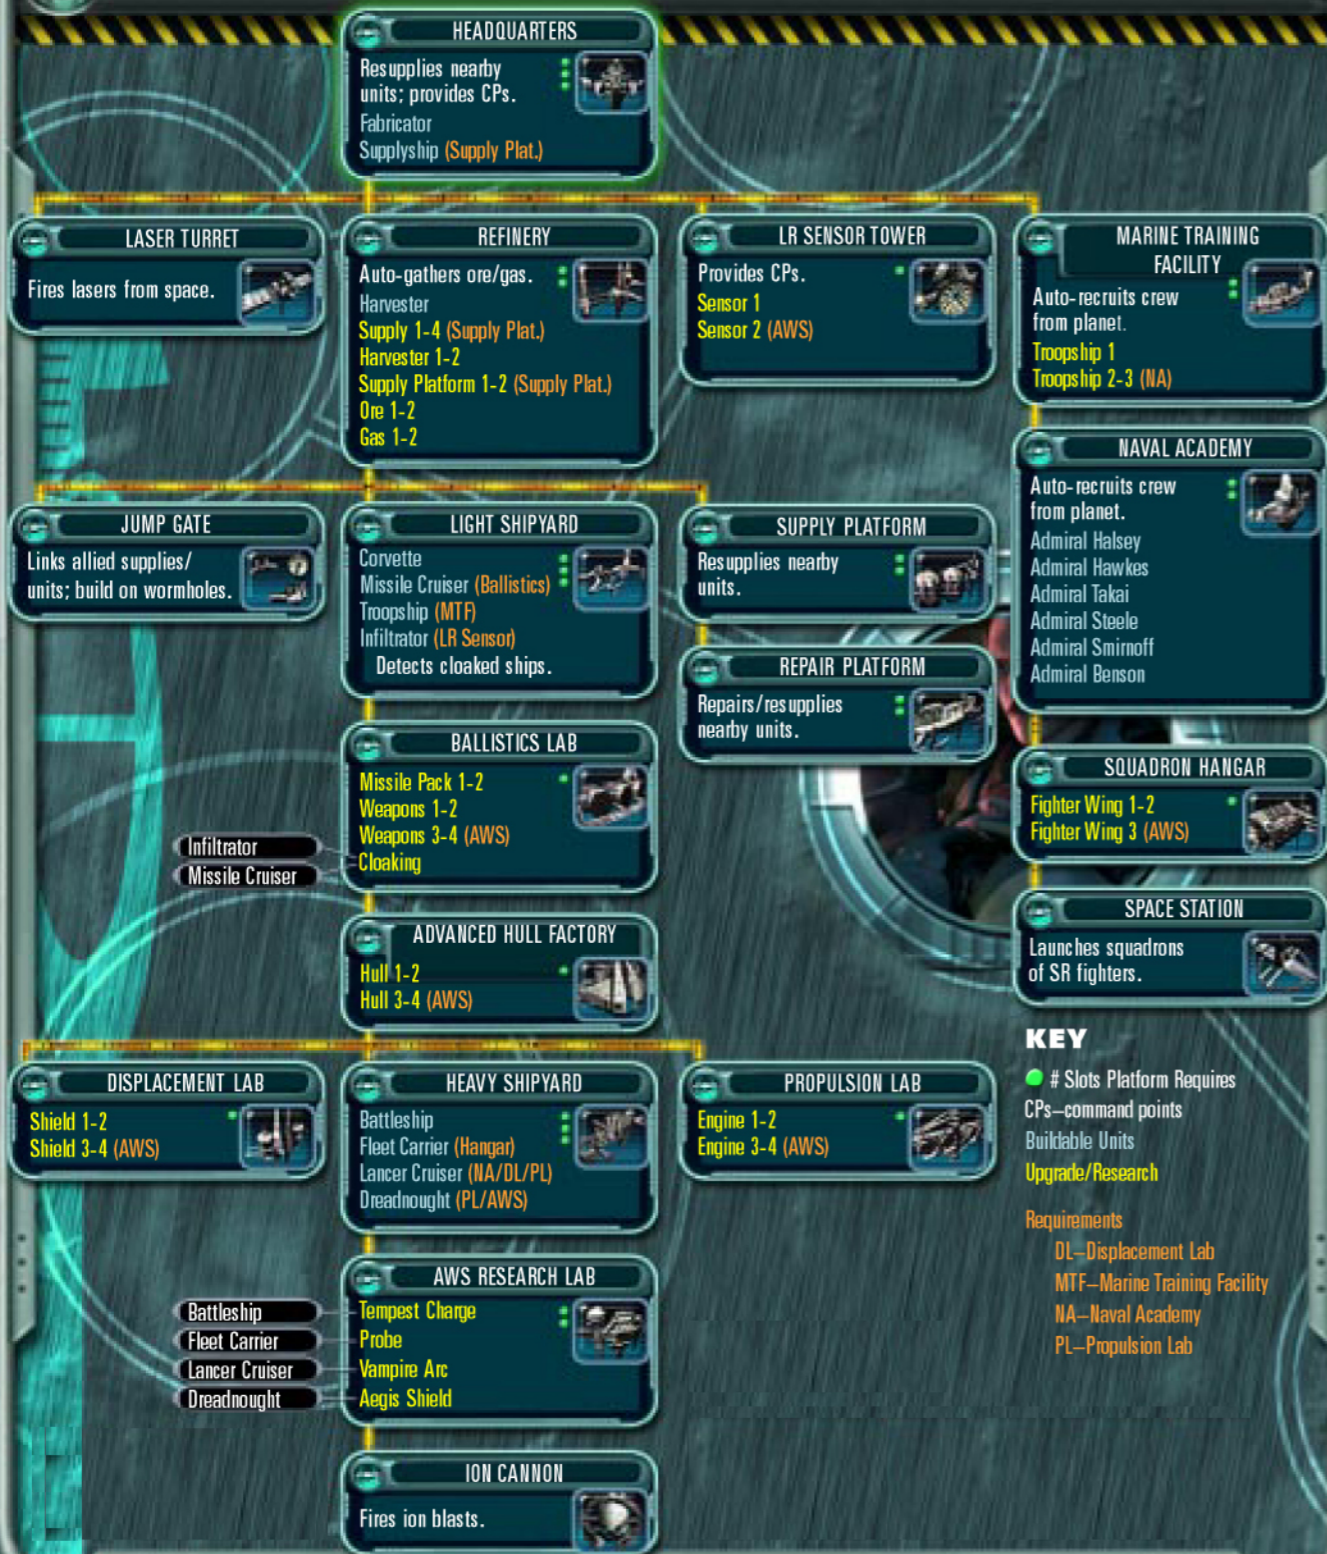 HEADQUARTERS
Resupplies nearby
units; provides CPs.
Fabricator
Supplyship (Supply Plat.)
LASER TURRET
Fires lasers from space.
REFINERY
Auto-gathers ore/gas.
Harvester
Supply 1-4 (Supply Plat.)
Harvester 1-2
Supply Platform 1-2 (Supply Plat.)
Ore 1-2
Gas 1-2
LR SENSOR TOWER
Provides CPs.
Sensor 1
Sensor 2 (AWS)
MARINE TRAINING
FACILITY
Auto-recruits crew
from planet.
Troopship 1
Troopship 2-3 (NA)
JUMP GATE
Links allied supplies/
units; build on wormholes.
LIGHT SHIPYARD
Corvette
Missile Cruiser (Ballistics)
Troopship (MTF)
Infiltrator (LR Sensor)
Detects cloaked ships.
SUPPLY PLATFORM
Resupplies nearby
units.
REPAIR PLATFORM
Repairs/resupplies
nearby units.
NAVAL ACADEMY
Auto-recruits crew
from planet.
Admiral Halsey
Admiral Hawkes
Admiral Takai
Admiral Steele
Admiral Smirnoff
Admiral Benson
BALLISTICS LAB
Missile Pack 1-2
Weapons 1-2
Weapons 3-4 (AWS)
Cloaking
Infiltrator
Missile Cruiser
SQUADRON HANGAR
Fighter Wing 1-2
Fighter Wing 3 (AWS)
ADVANCED HULL FACTORY
Hull 1-2
Hull 3-4 (AWS)
SPACE STATION
Launches squadrons
of SR fighters.
DISPLACEMENT LAB
Shield 1-2
Shield 3-4 (AWS)
HEAVY SHIPYARD
Battleship
Fleet Carrier (Hangar)
Lancer Cruiser (NA/DL/PL)
Dreadnought (PL/AWS)
PROPULSION LAB
Engine 1-2
Engine 3-4 (AWS)
KEY
# Slots Platform Requires
CPs–command points
Buildable Units
Upgrade/Research
Requirements
DL–Displacement Lab
MTF–Marine Training Facility
NA–Naval Academy
PL–Propulsion Lab
AWS RESEARCH LAB
Battleship
Tempest Charge
Fleet Carrier
Probe
Lancer Cruiser
Vampire Arc
Dreadnought
Aegis Shield
ION CANNON
Fires ion blasts.